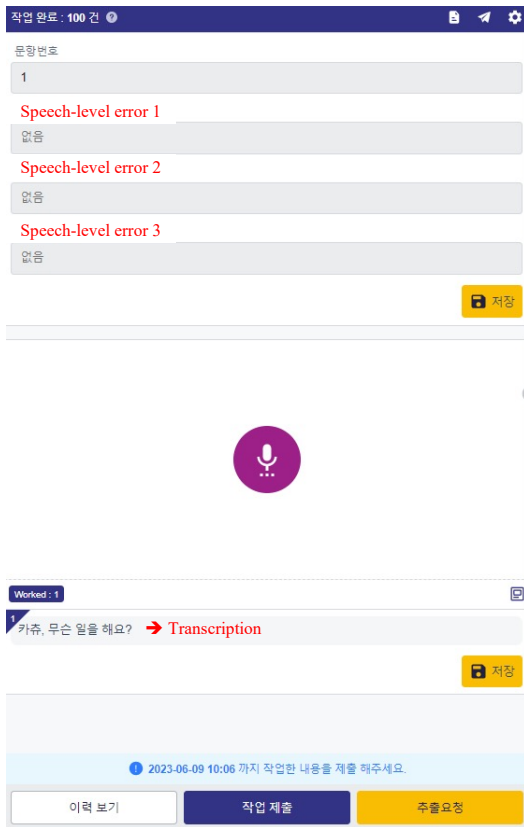 작업 완료 : 100 건
문항번호
1
Speech-level error 1
없음
Speech-level error 2
없음
Speech-level error 3
없음
저장
Worked : 1
1
카츄, 무슨 일을 해요? ➔ Transcription
저장
2023-06-09 10:06 까지 작업한 내용을 제출 해주세요.
이력 보기 작업 제출 추출요청